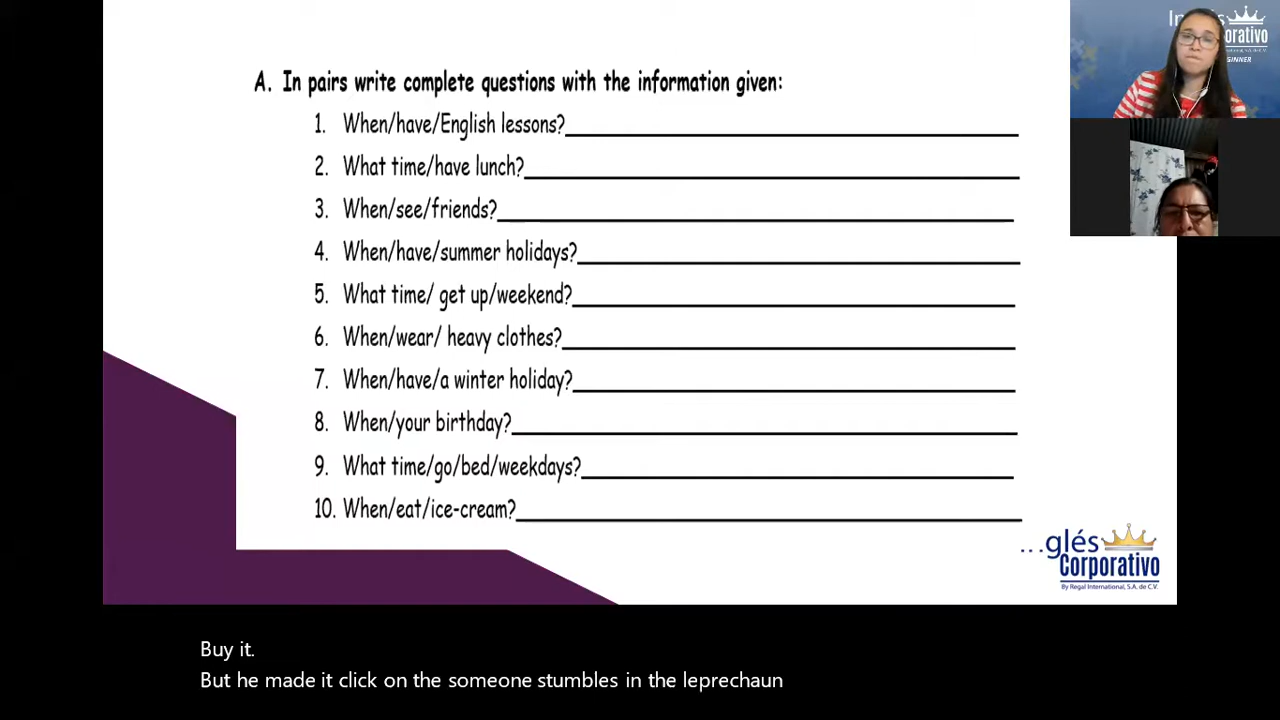 A. In pairs write complete questions with the information given:
1. When/have/English lessons?
2. What time/have lunch?
3. When/see/friends?
4. When/have/summer holidays?
5. What time/ get up/weekend?
6. When/wear/ heavy clothes?
7. When/have/a winter holiday?
8. When/your birthday?
9. What time/go/bed/weekdays?
10. When/eat/ice-cream?
...glés
Corporativo
By Regal International, S.A. de C.V.
Buy it.
But he made it click on the someone stumbles in the leprechaun